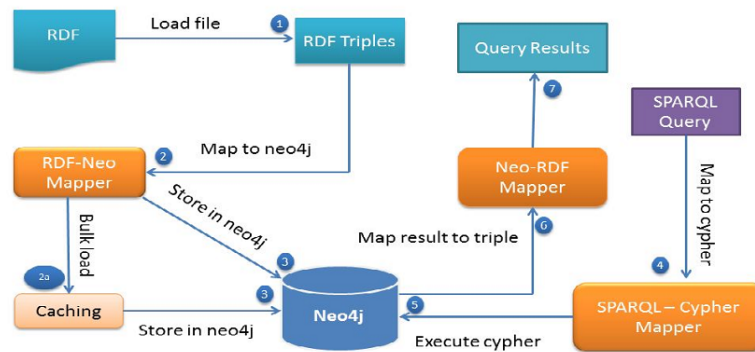 RDF
Load file
1
RDF Triples
Query Results
7
SPARQL
Query
Map to neo4j
2
RDF-Neo
Mapper
Neo-RDF
Mapper
Map to cypher
Store in neo4j
Bulk load
Map result to triple
6
2a
3
3
4
5
Caching
Store in neo4j
Neo4j
Execute cypher
SPARQL – Cypher
Mapper